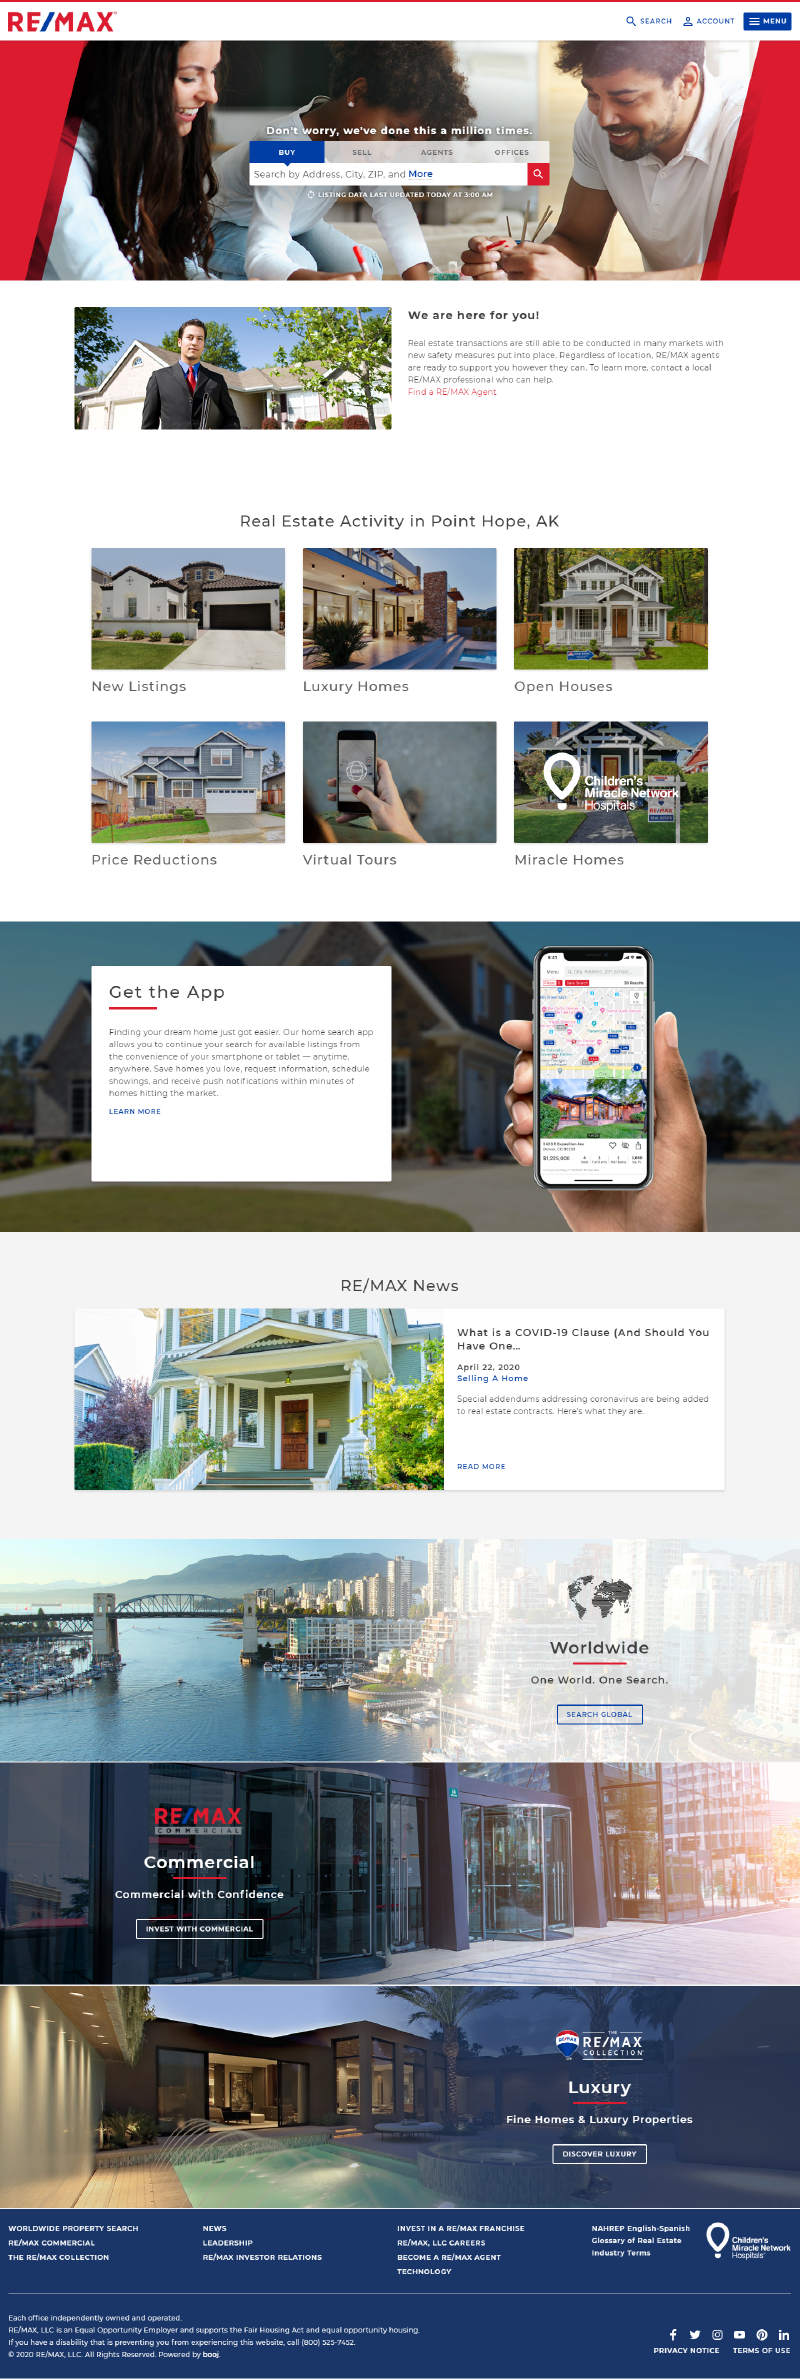 RE/MAX
SEARCH ACCOUNT MENU
Don't worry, we've done this a million times.
BUY SELL AGENTS OFFICES
Search by Address, City, ZIP, and More
LISTING DATA LAST UPDATED TODAY AT 3:00 AM
We are here for you!
Real estate transactions are still able to be conducted in many markets with
new safety measures put into place. Regardless of location, RE/MAX agents
are ready to support you however they can. To learn more, contact a local
RE/MAX professional who can help.
Find a RE/MAX Agent
Real Estate Activity in Point Hope, AK
New Listings
Luxury Homes
Open Houses
Children's
Miracle Network
Hospitals
RE/MAX
Price Reductions
Virtual Tours
Miracle Homes
Get the App
Finding your dream home just got easier. Our home search app
allows you to continue your search for available listings from
the convenience of your smartphone or tablet — anytime,
anywhere. Save homes you love, request information, schedule
showings, and receive push notifications within minutes of
homes hitting the market.
LEARN MORE
9:41
Menu
City, Address, ZIP, School...
Save Search
$1,225,000
RE/MAX News
What is a COVID-19 Clause (And Should You
Have One...
April 22, 2020
Selling A Home
Special addendums addressing coronavirus are being added
to real estate contracts. Here's what they are.
READ MORE
Worldwide
One World. One Search.
SEARCH GLOBAL
RE/MAX
COMMERCIAL
Commercial
Commercial with Confidence
INVEST WITH COMMERCIAL
THE
RE/MAX
COLLECTION
Luxury
Fine Homes & Luxury Properties
DISCOVER LUXURY
WORLDWIDE PROPERTY SEARCH
RE/MAX COMMERCIAL
THE RE/MAX COLLECTION
NEWS
LEADERSHIP
RE/MAX INVESTOR RELATIONS
INVEST IN A RE/MAX FRANCHISE
RE/MAX, LLC CAREERS
BECOME A RE/MAX AGENT
TECHNOLOGY
NAHREP English-Spanish
Glossary of Real Estate
Industry Terms
Children's
Miracle Network
Hospitals
Each office independently owned and operated.
RE/MAX, LLC is an Equal Opportunity Employer and supports the Fair Housing Act and equal opportunity housing.
If you have a disability that is preventing you from experiencing this website, call (800) 525-7452.
© 2020 RE/MAX, LLC. All Rights Reserved. Powered by booj.
PRIVACY NOTICE TERMS OF USE